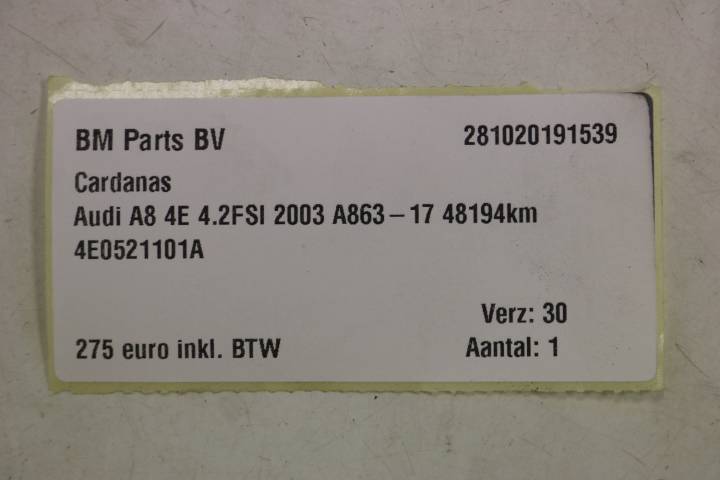 BM Parts BV 281020191539
Cardanas
Audi A8 4E 4.2FSI 2003 A863-17 48194km
4E0521101A
Verz: 30
275 euro inkl. BTW Aantal: 1